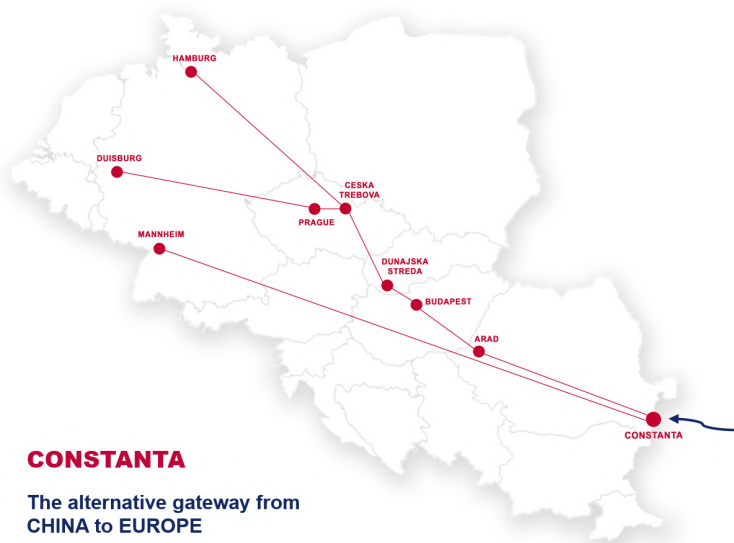 HAMBURG
DUISBURG
CESKA
TREBOVA
PRAGUE
MANNHEIM
DUNAJSKA
STREDA
BUDAPEST
ARAD
CONSTANTA
CONSTANTA
The alternative gateway from
CHINA to EUROPE